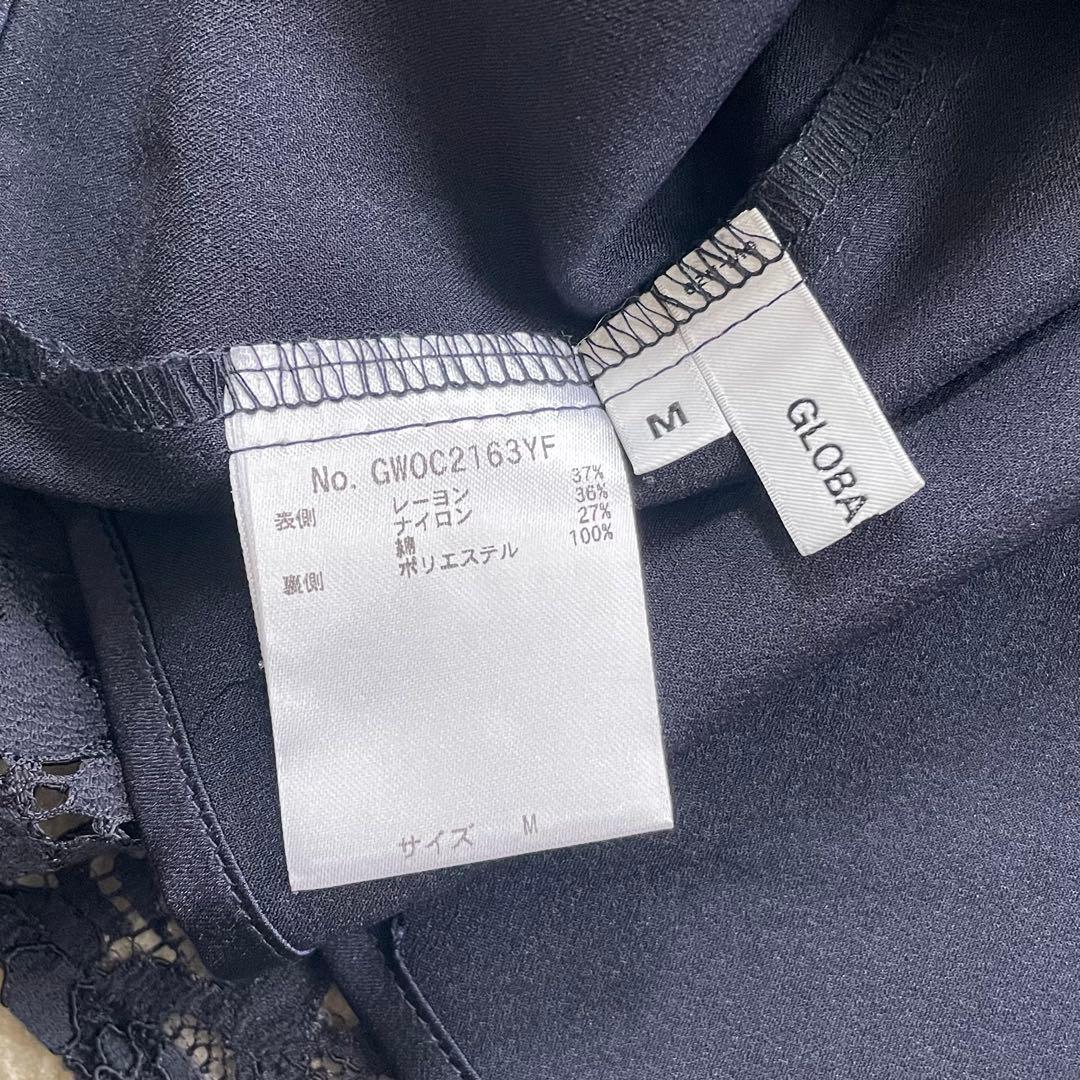 No. GWOC2163YF
表側 レーヨン 37%
ナイロン 36%
綿 27%
裏側 ポリエステル 100%
サイズ M
M
GLOBA